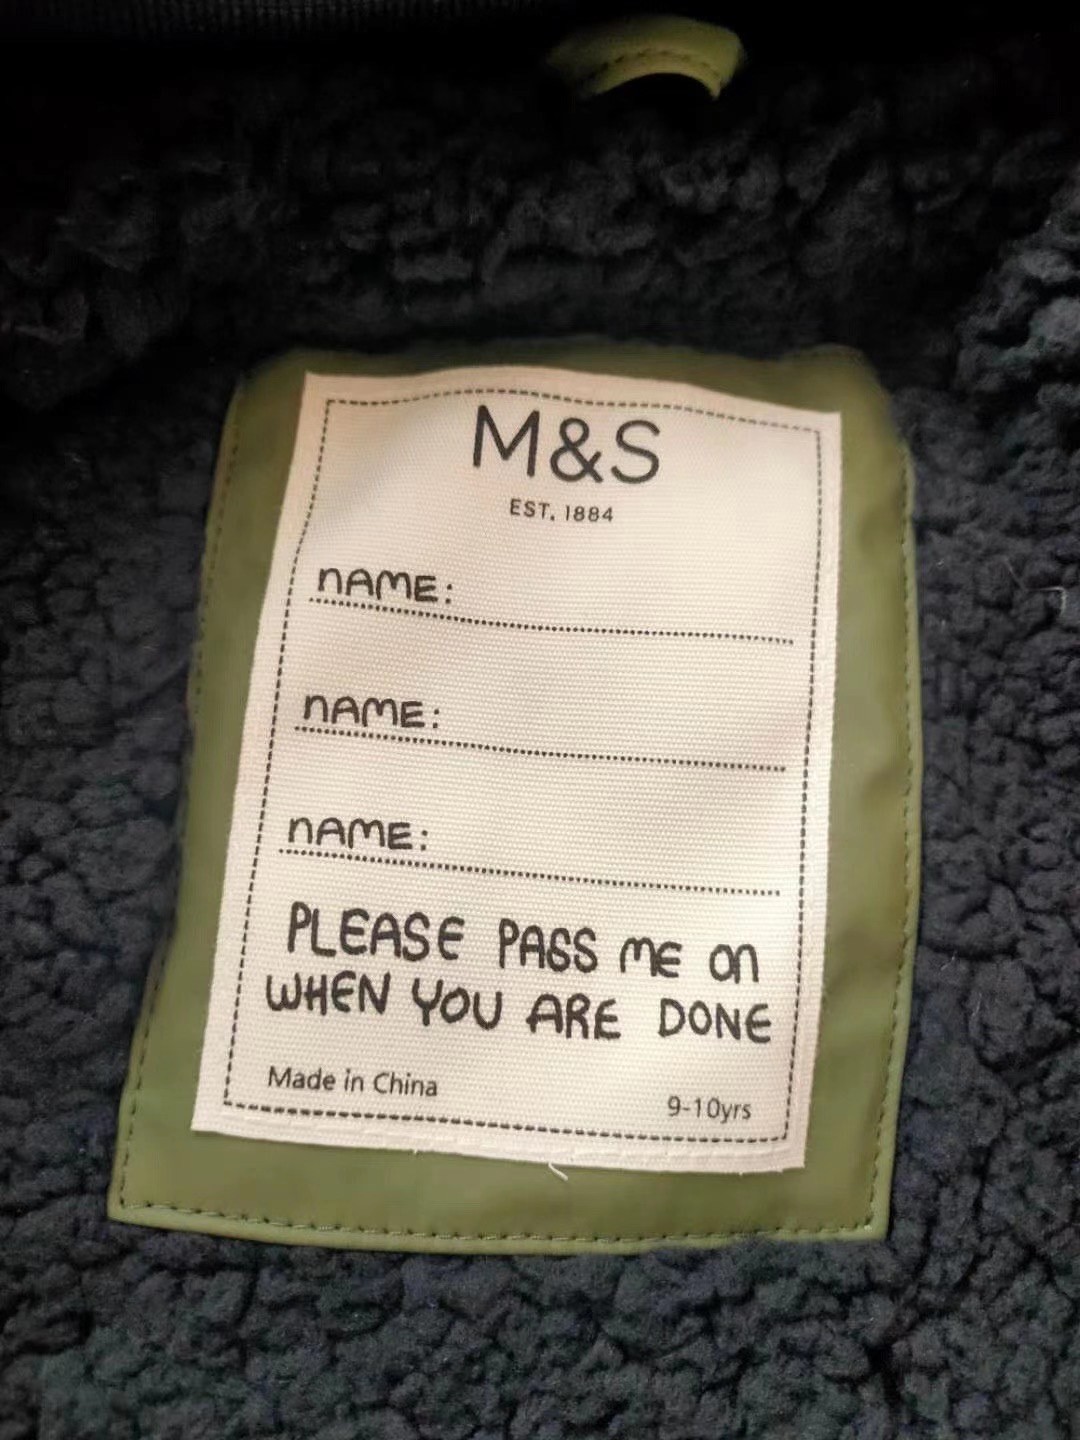 M&S
EST. 1884
NAME:
NAME:
NAME:
PLEASE PASS ME ON
WHEN YOU ARE DONE
Made in China
9-10yrs